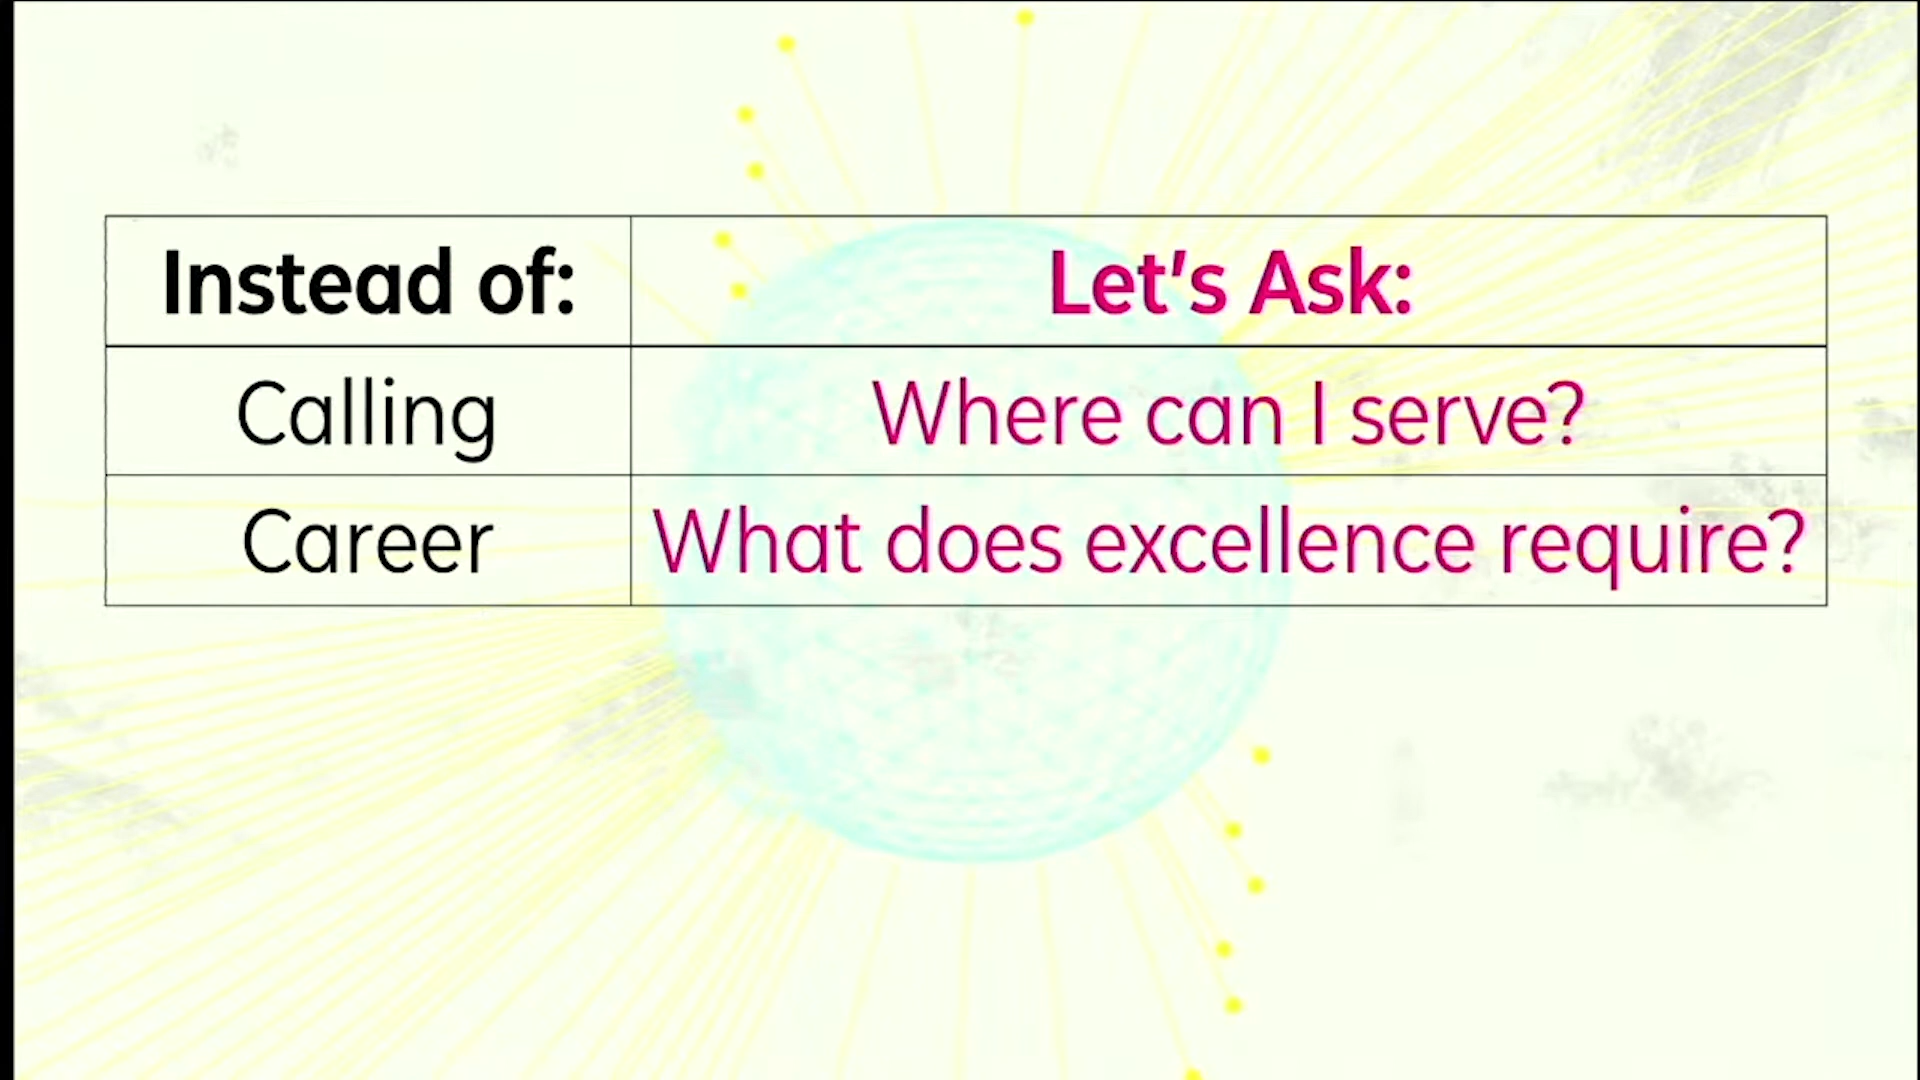 Instead of: Let's Ask:
Calling Where can I serve?
Career What does excellence require?